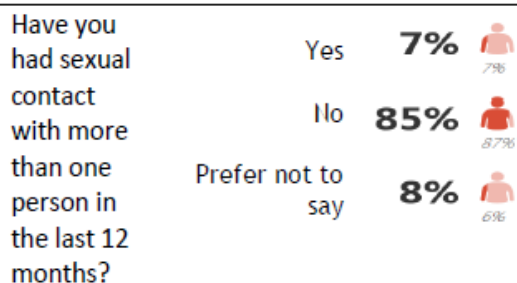 Have you
had sexual
contact
with more
than one
person in
the last 12
months?
Yes
7%
7%
No
85%
87%
Prefer not to
say
8%
6%